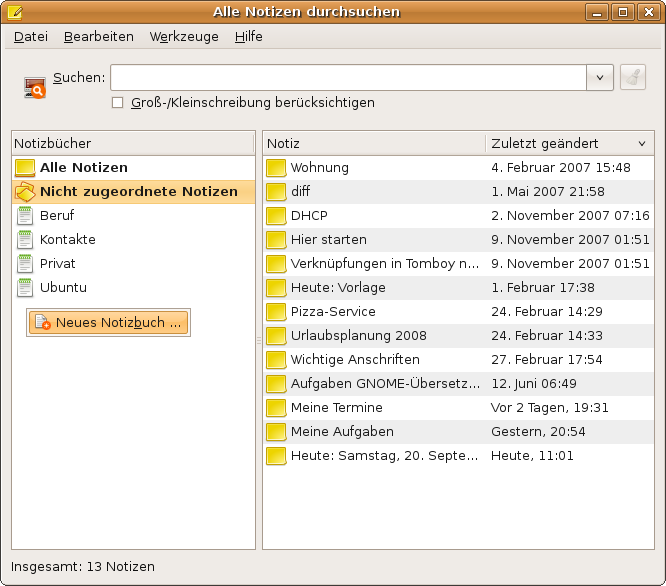 Alle Notizen durchsuchen
Datei Bearbeiten Werkzeuge Hilfe
Suchen:
Groß-/Kleinschreibung berücksichtigen
Notizbücher
Alle Notizen
Nicht zugeordnete Notizen
Beruf
Kontakte
Privat
Ubuntu
Neues Notizbuch ...
Notiz Zuletzt geändert
Wohnung 4. Februar 2007 15:48
diff 1. Mai 2007 21:58
DHCP 2. November 2007 07:16
Hier starten 9. November 2007 01:51
Verknüpfungen in Tomboy n... 9. November 2007 01:51
Heute: Vorlage 1. Februar 17:38
Pizza-Service 24. Februar 14:29
Urlaubsplanung 2008 24. Februar 14:33
Wichtige Anschriften 27. Februar 17:54
Aufgaben GNOME-Übersetz... 12. Juni 06:49
Meine Termine Vor 2 Tagen, 19:31
Meine Aufgaben Gestern, 20:54
Heute: Samstag, 20. Septe... Heute, 11:01
Insgesamt: 13 Notizen